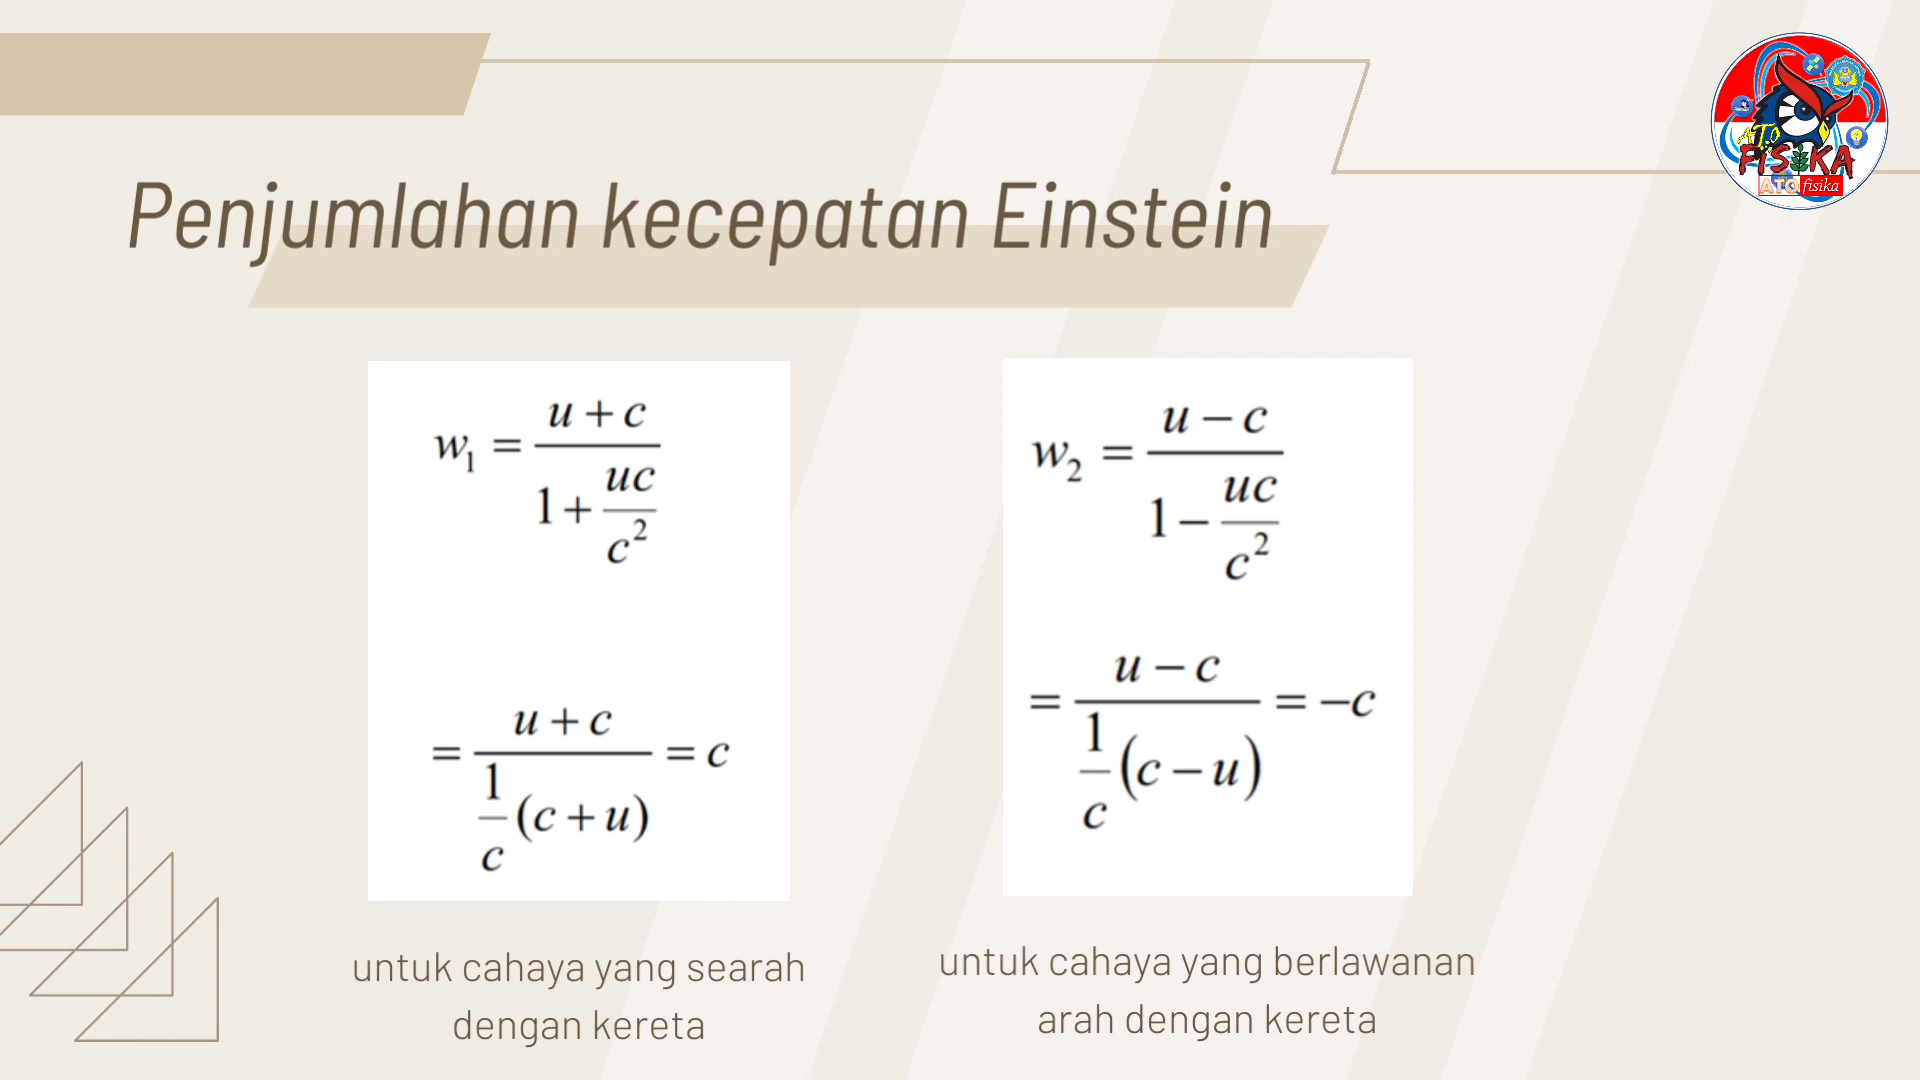 Penjumlahan kecepatan Einstein
ATO
FISIKA
ATO fisika
w₁ = (u + c) / (1 + uc/c²)
= (u + c) / ((1/c)(c + u)) = c
untuk cahaya yang searah
dengan kereta
w₂ = (u − c) / (1 − uc/c²)
= (u − c) / ((1/c)(c − u)) = −c
untuk cahaya yang berlawanan
arah dengan kereta